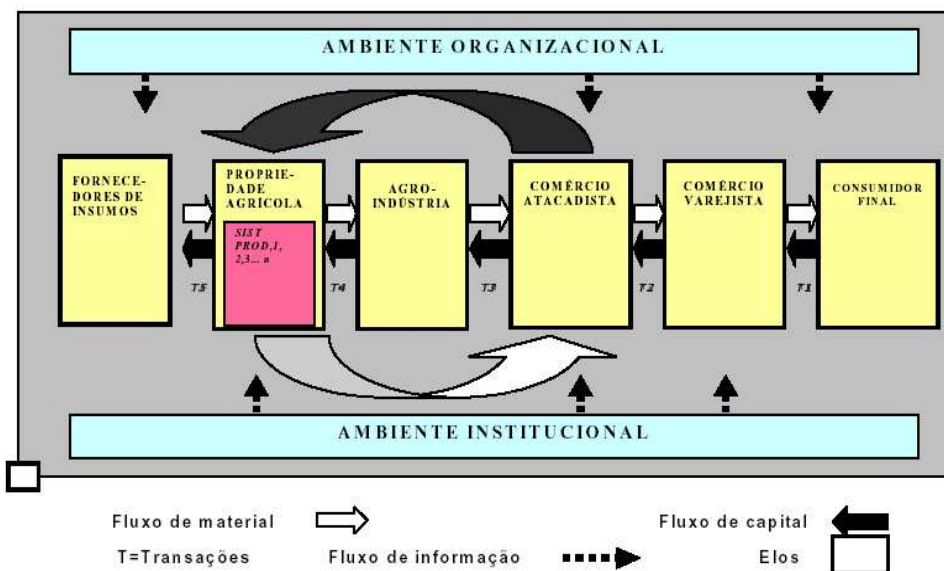 AMBIENTE ORGANIZACIONAL
FORNECE-
DORES DE
INSUMOS
PROPRIE-
DADE
AGRÍCOLA
SIST
PROD,1,
2,3... n
AGRO-
INDÚSTRIA
COMÉRCIO
ATACADISTA
COMÉRCIO
VAREJISTA
CONSUMIDOR
FINAL
T5
T4
T3
T2
T1
AMBIENTE INSTITUCIONAL
Fluxo de material
Fluxo de capital
T=Transações
Fluxo de informação
Elos